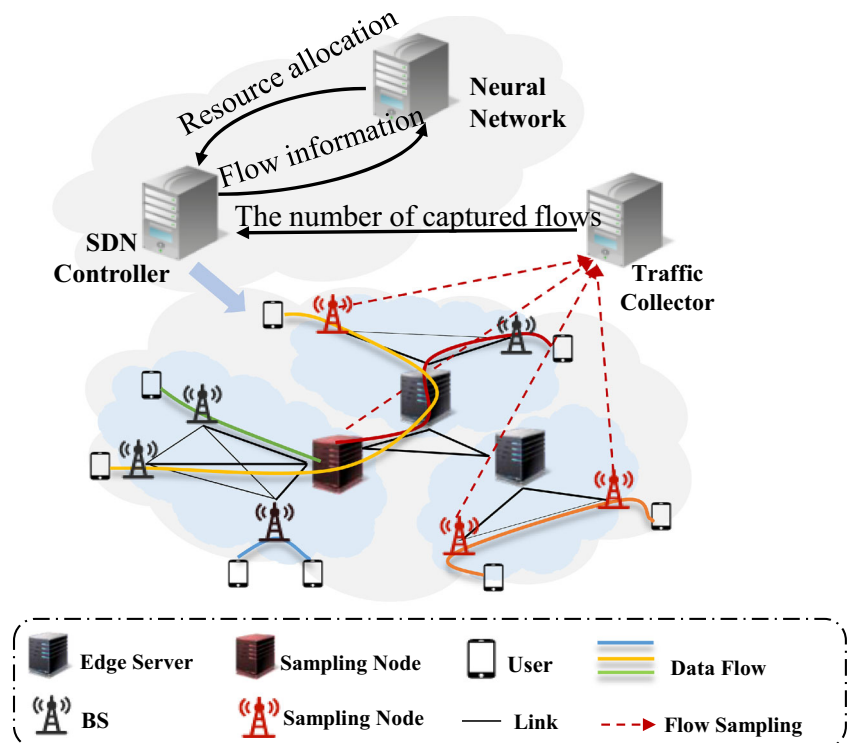 Resource allocation
Neural
Network
Flow information
The number of captured flows
SDN
Controller
Traffic
Collector
Edge Server
Sampling Node
User
Data Flow
BS
Sampling Node
Link
Flow Sampling